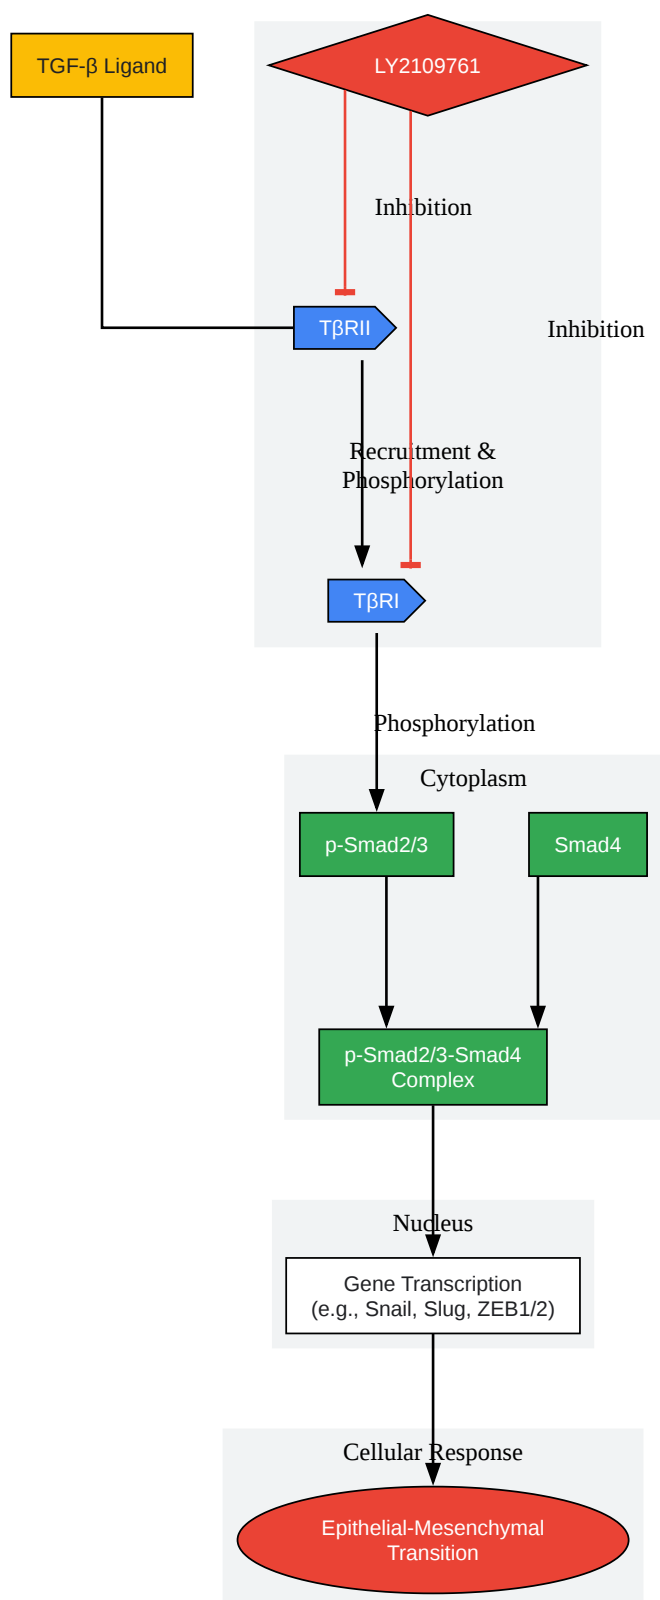 TGF-β Ligand
LY2109761
Inhibition
TβRII
Inhibition
Recruitment &
Phosphorylation
TβRI
Phosphorylation
Cytoplasm
p-Smad2/3
Smad4
p-Smad2/3-Smad4
Complex
Nucleus
Gene Transcription
(e.g., Snail, Slug, ZEB1/2)
Cellular Response
Epithelial-Mesenchymal
Transition